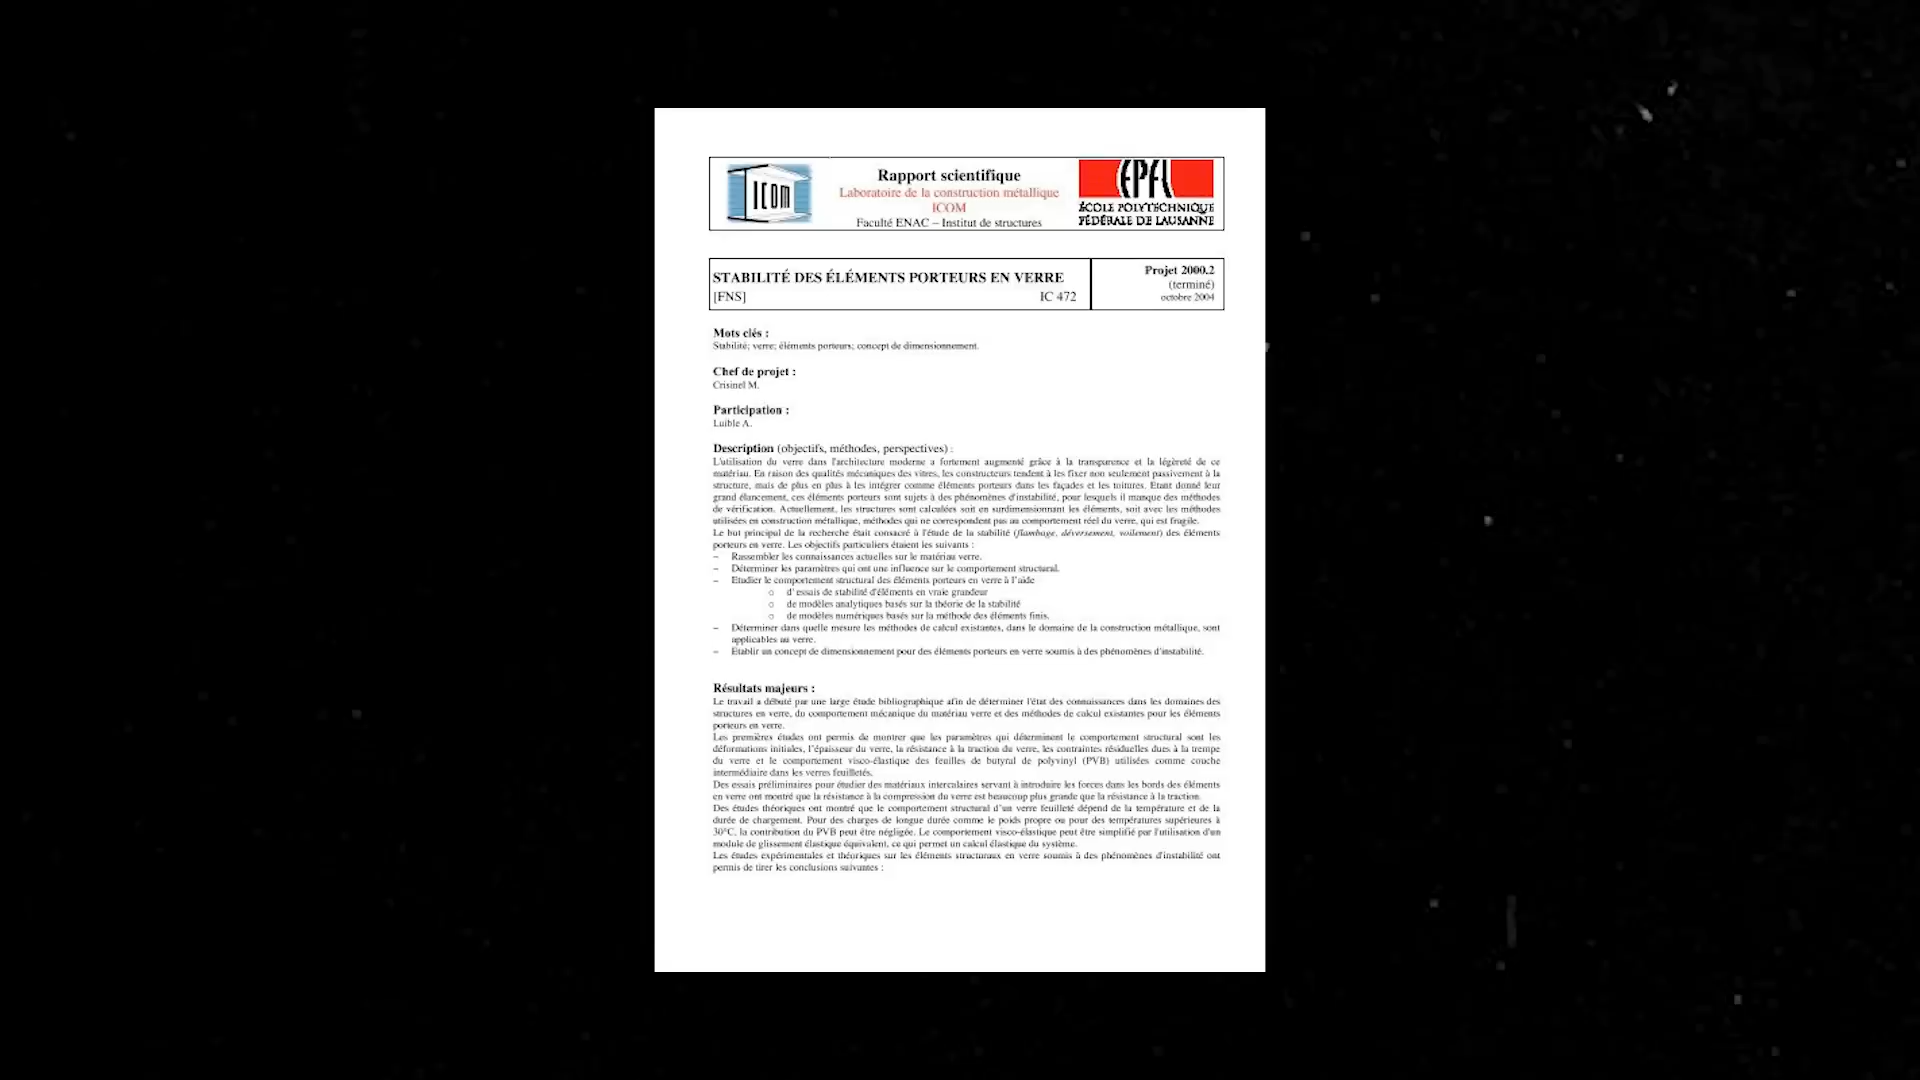 ICOM
Rapport scientifique
Laboratoire de la construction métallique
ICOM
Faculté ENAC – Institut de structures
EPFL
ÉCOLE POLYTECHNIQUE
FÉDÉRALE DE LAUSANNE
STABILITÉ DES ÉLÉMENTS PORTEURS EN VERRE
[FNS] IC 472
Projet 2000.2
(terminé)
octobre 2004
Mots clés :
Stabilité; verre; éléments porteurs; concept de dimensionnement.
Chef de projet :
Crisinel M.
Participation :
Luible A.
Description (objectifs, méthodes, perspectives) :
L'utilisation du verre dans l'architecture moderne a fortement augmenté grâce à la transparence et la légèreté de ce
matériau. En raison des qualités mécaniques des vitres, les constructeurs tendent à les fixer non seulement passivement à la
structure, mais de plus en plus à les intégrer comme éléments porteurs dans les façades et les toitures. Etant donné leur
grand élancement, ces éléments porteurs sont sujets à des phénomènes d'instabilité, pour lesquels il manque des méthodes
de vérification. Actuellement, les structures sont calculées soit en surdimensionnant les éléments, soit avec les méthodes
utilisées en construction métallique, méthodes qui ne correspondent pas au comportement réel du verre, qui est fragile.
Le but principal de la recherche était consacré à l'étude de la stabilité (flambage, déversement, voilement) des éléments
porteurs en verre. Les objectifs particuliers étaient les suivants :
– Rassembler les connaissances actuelles sur le matériau verre.
– Déterminer les paramètres qui ont une influence sur le comportement structural.
– Etudier le comportement structural des éléments porteurs en verre à l'aide
o d'essais de stabilité d'éléments en vraie grandeur
o de modèles analytiques basés sur la théorie de la stabilité
o de modèles numériques basés sur la méthode des éléments finis.
– Déterminer dans quelle mesure les méthodes de calcul existantes, dans le domaine de la construction métallique, sont
applicables au verre.
– Etablir un concept de dimensionnement pour des éléments porteurs en verre soumis à des phénomènes d'instabilité.
Résultats majeurs :
Le travail a débuté par une large étude bibliographique afin de déterminer l'état des connaissances dans les domaines des
structures en verre, du comportement mécanique du matériau verre et des méthodes de calcul existantes pour les éléments
porteurs en verre.
Les premières études ont permis de montrer que les paramètres qui déterminent le comportement structural sont les
déformations initiales, l'épaisseur du verre, la résistance à la traction du verre, les contraintes résiduelles dues à la trempe
du verre et le comportement visco-élastique des feuilles de butyral de polyvinyl (PVB) utilisées comme couche
intermédiaire dans les verres feuilletés.
Des essais préliminaires pour étudier des matériaux intercalaires servant à introduire les forces dans les bords des éléments
en verre ont montré que la résistance à la compression du verre est beaucoup plus grande que la résistance à la traction.
Des études théoriques ont montré que le comportement structural d'un verre feuilleté dépend de la température et de la
durée de chargement. Pour des charges de longue durée comme le poids propre ou pour des températures supérieures à
30°C, la contribution du PVB peut être négligée. Le comportement visco-élastique peut être simplifié par l'utilisation d'un
module de glissement élastique équivalent, ce qui permet un calcul élastique du système.
Les études expérimentales et théoriques sur les éléments structuraux en verre soumis à des phénomènes d'instabilité ont
permis de tirer les conclusions suivantes :